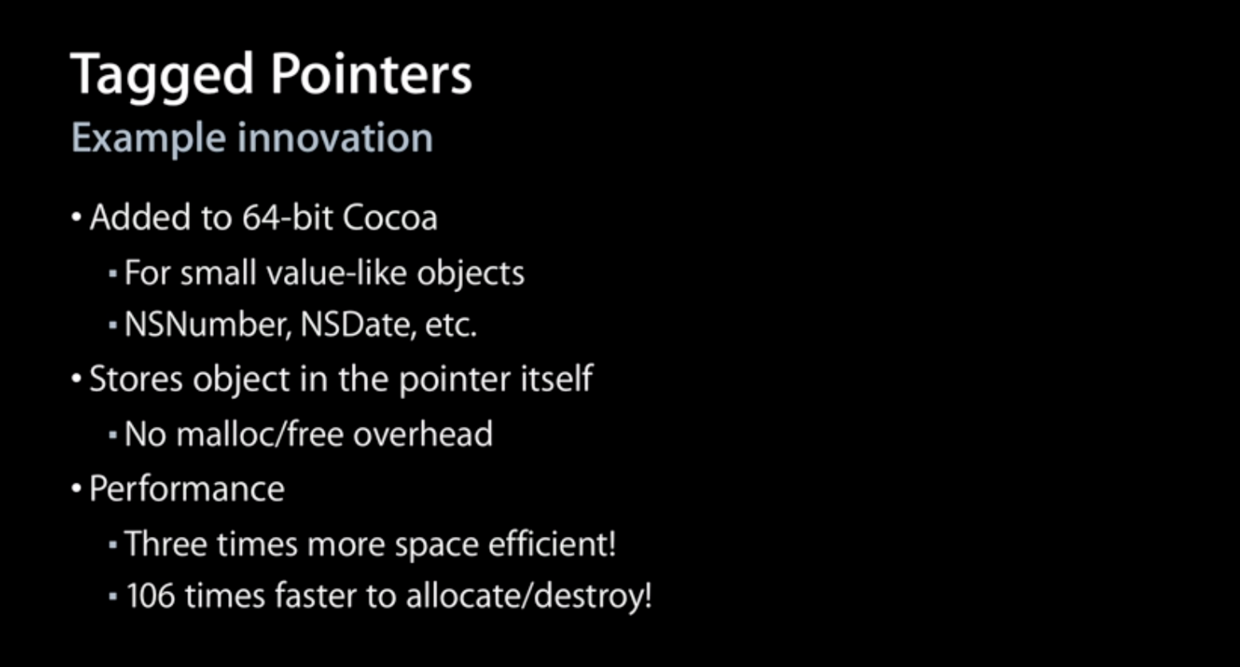 Tagged Pointers
Example innovation
• Added to 64-bit Cocoa
▪ For small value-like objects
▪ NSNumber, NSDate, etc.
• Stores object in the pointer itself
▪ No malloc/free overhead
• Performance
▪ Three times more space efficient!
▪ 106 times faster to allocate/destroy!